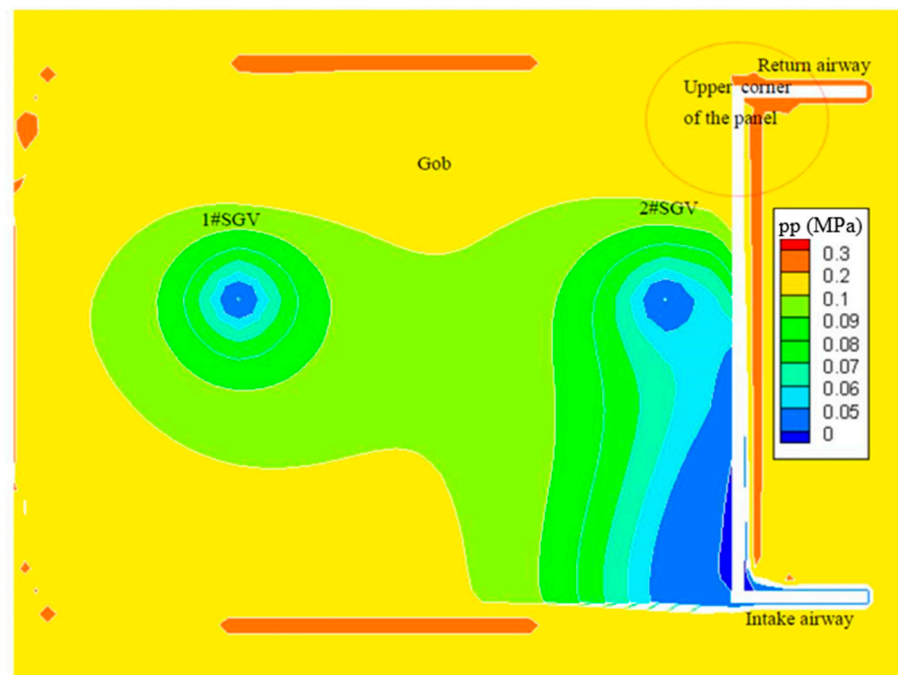 Return airway
Upper corner
of the panel
Gob
1#SGV
2#SGV
pp (MPa)
0.3
0.2
0.1
0.09
0.08
0.07
0.06
0.05
0
Intake airway